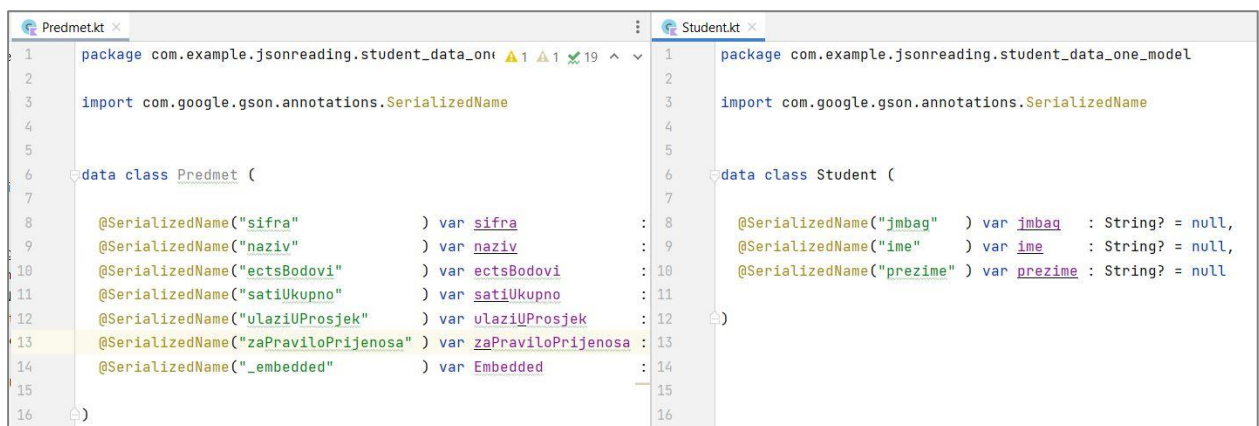 Predmet.kt
1 package com.example.jsonreading.student_data_one 1 1 19
2
3 import com.google.gson.annotations.SerializedName
4
5
6 data class Predmet (
7
8 @SerializedName("sifra" ) var sifra :
9 @SerializedName("naziv" ) var naziv :
10 @SerializedName("ectsBodovi" ) var ectsBodovi :
11 @SerializedName("satiUkupno" ) var satiUkupno :
12 @SerializedName("ulaziUProsjek" ) var ulaziUProsjek :
13 @SerializedName("zaPraviloPrijenosa" ) var zaPraviloPrijenosa :
14 @SerializedName("_embedded" ) var Embedded :
15
16 )
Student.kt
1 package com.example.jsonreading.student_data_one_model
2
3 import com.google.gson.annotations.SerializedName
4
5
6 data class Student (
7
8 @SerializedName("jmbag" ) var jmbag : String? = null,
9 @SerializedName("ime" ) var ime : String? = null,
10 @SerializedName("prezime" ) var prezime : String? = null
11
12 )
13
14
15
16